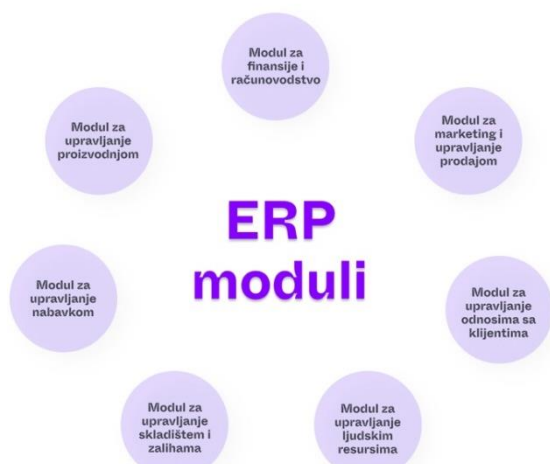 Modul za
finansije i
računovodstvo
Modul za
upravljanje
proizvodnjom
Modul za
marketing i
upravljanje
prodajom
ERP
moduli
Modul za
upravljanje
nabavkom
Modul za
upravljanje
odnosima sa
klijentima
Modul za
upravljanje
skladištem i
zalihama
Modul za
upravljanje
ljudskim
resursima